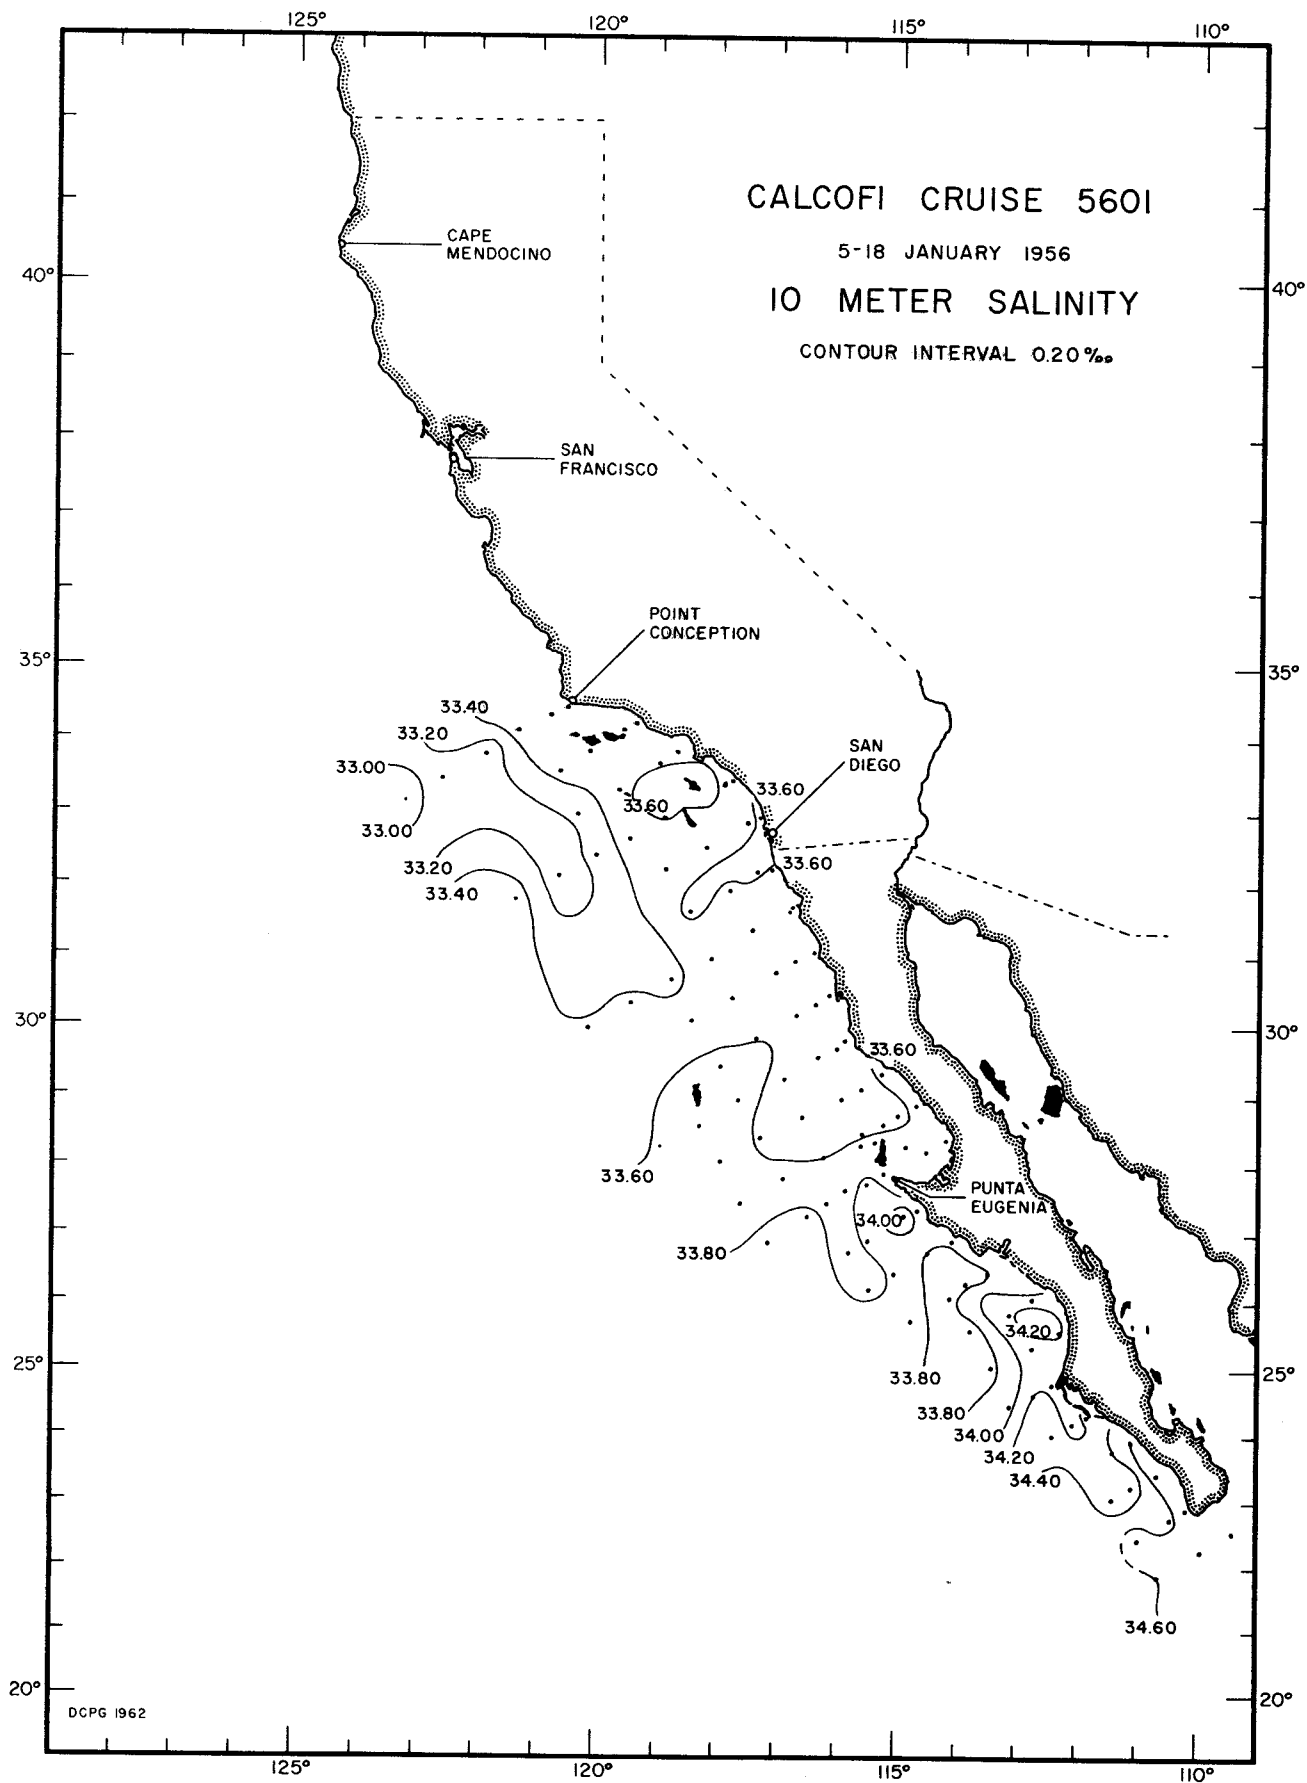 125°
120°
115°
110°
CALCOFI CRUISE 5601
5-18 JANUARY 1956
10 METER SALINITY
CONTOUR INTERVAL 0.20‰
CAPE
MENDOCINO
40°
40°
SAN
FRANCISCO
POINT
CONCEPTION
35°
35°
33.40
33.20
33.00
SAN
DIEGO
33.60
33.60
33.00
33.20
33.40
33.60
30°
30°
33.60
33.60
PUNTA
EUGENIA
34.00
33.80
34.20
25°
25°
33.80
33.80
34.00
34.20
34.40
34.60
20°
20°
DCPG 1962
125°
120°
115°
110°